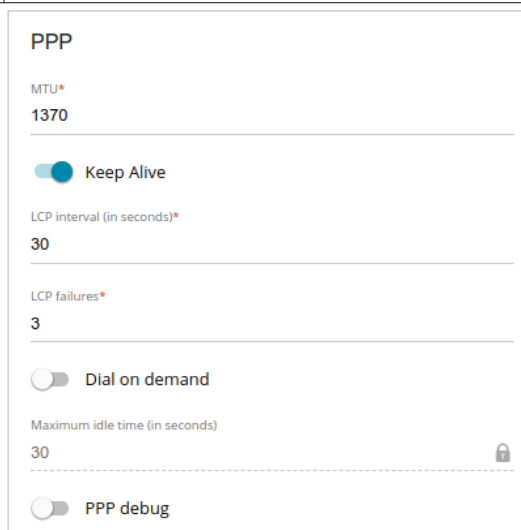 PPP
MTU*
1370
Keep Alive
LCP interval (in seconds)*
30
LCP failures*
3
Dial on demand
Maximum idle time (in seconds)
30
PPP debug